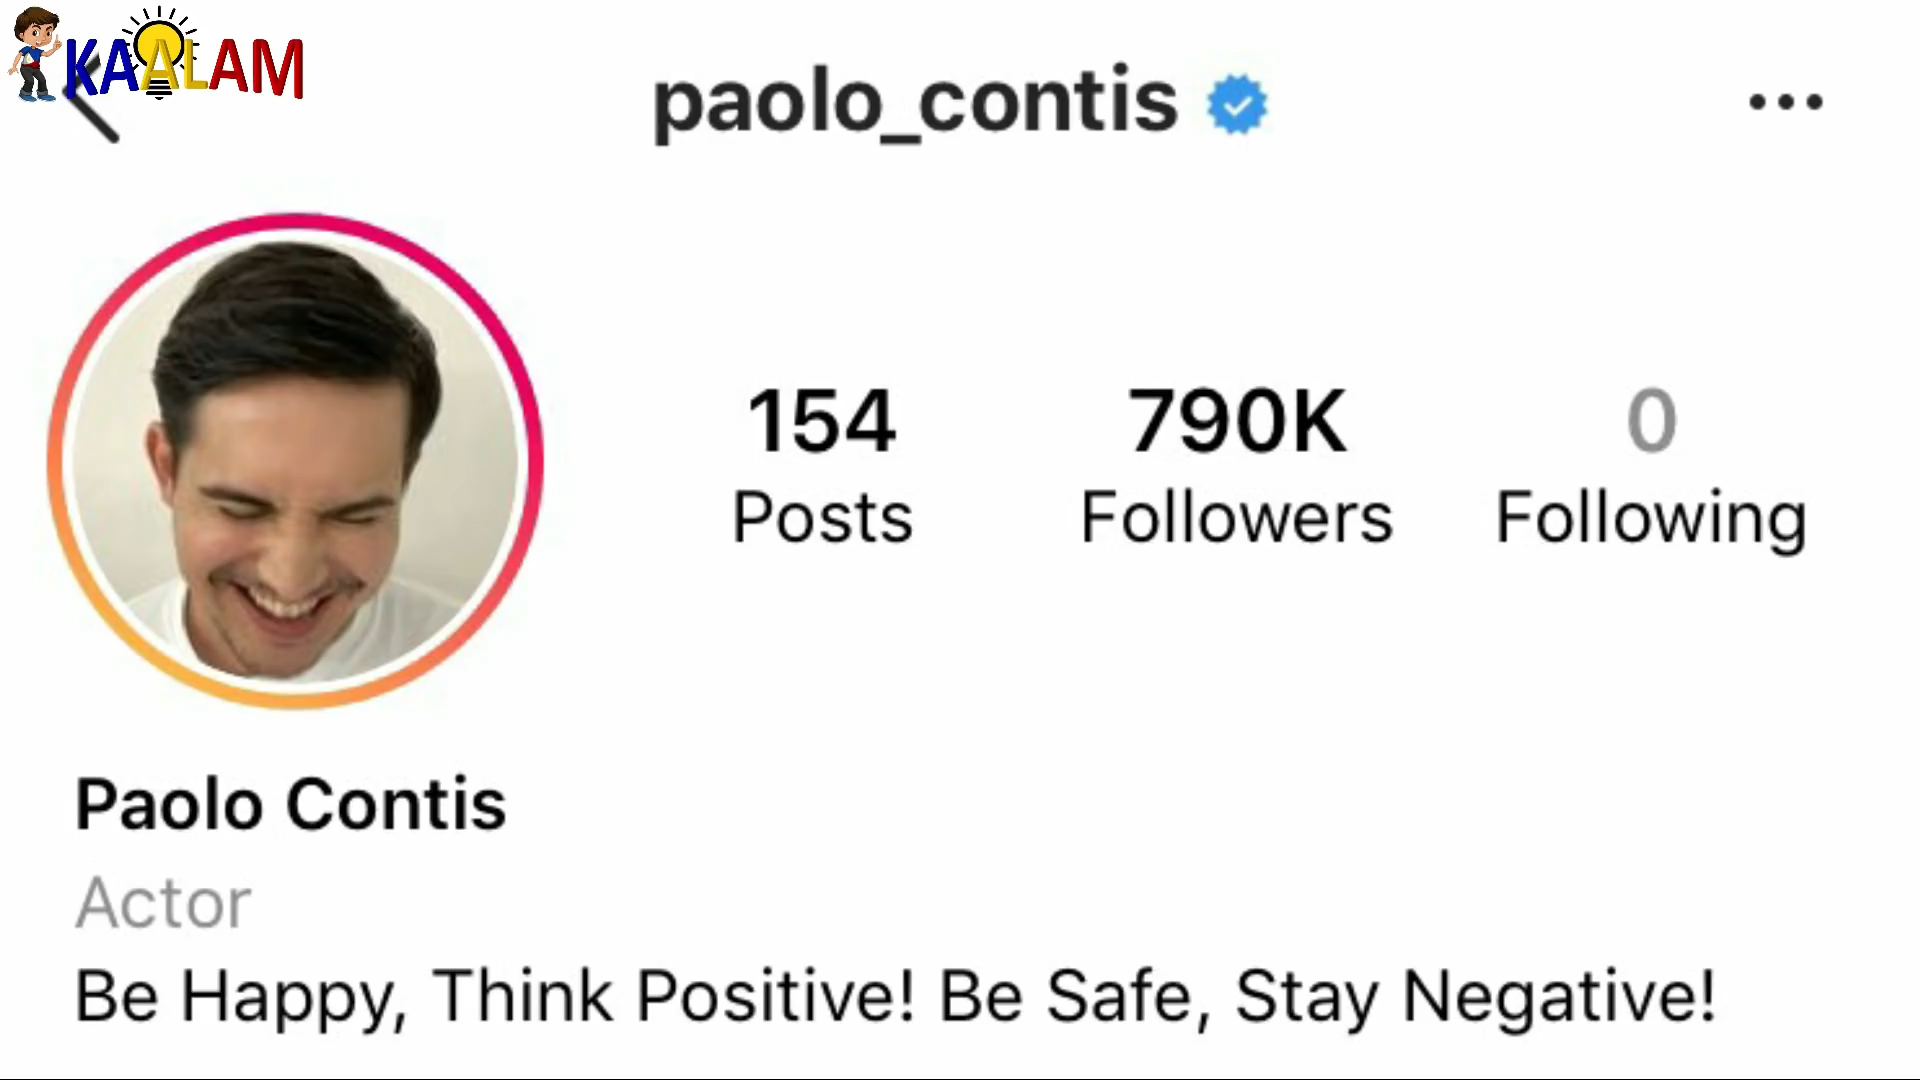 KAALAM
paolo_contis
154
Posts
790K
Followers
0
Following
Paolo Contis
Actor
Be Happy, Think Positive! Be Safe, Stay Negative!